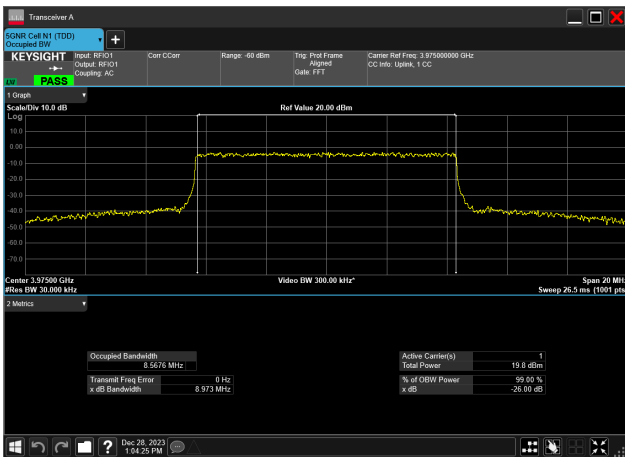 Transceiver A
5GNR Cell N1 (TDD)
Occupied BW
KEYSIGHT
LXI
PASS
Input: RFIO1
Output: RFIO1
Coupling: AC
Corr CCorr
Range: -60 dBm
Trig: Prot Frame
Aligned
Gate: FFT
Carrier Ref Freq: 3.975000000 GHz
CC Info: Uplink, 1 CC
1 Graph
Scale/Div 10.0 dB
Ref Value 20.00 dBm
Log
10.0
0.00
-10.0
-20.0
-30.0
-40.0
-50.0
-60.0
-70.0
Center 3.97500 GHz
Video BW 300.00 kHz*
Span 20 MHz
#Res BW 30.000 kHz
Sweep 26.5 ms (1001 pts
2 Metrics
Occupied Bandwidth
8.5676 MHz
Transmit Freq Error 0 Hz
x dB Bandwidth 8.973 MHz
Active Carrier(s) 1
Total Power 19.8 dBm
% of OBW Power 99.00 %
x dB -26.00 dB
Dec 28, 2023
1:04:25 PM